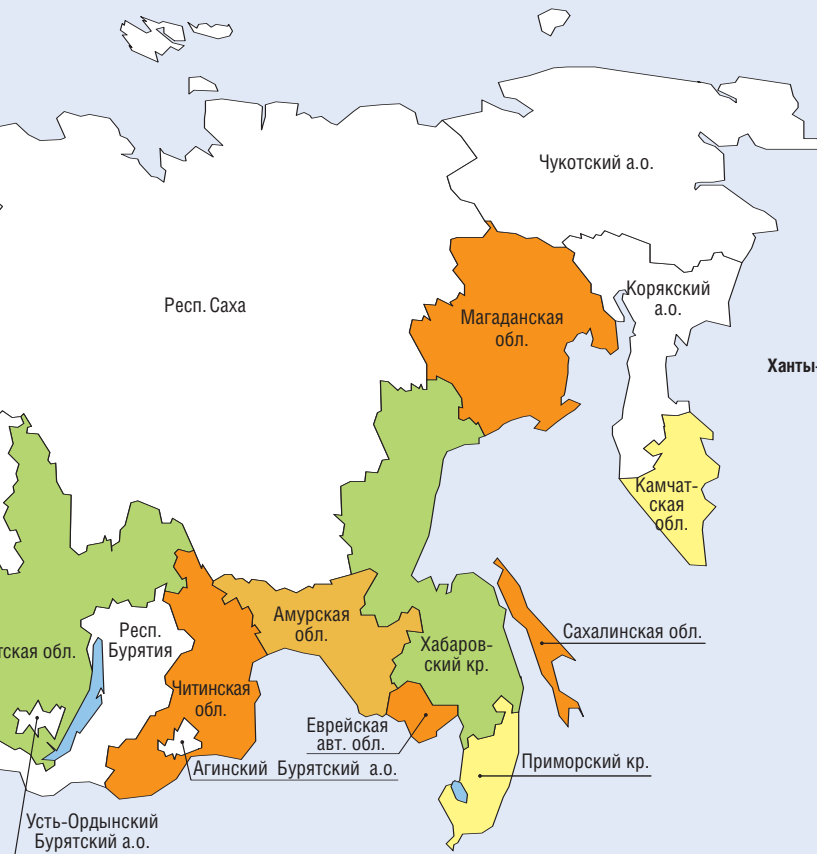 Чукотский а.о.
Корякский
а.о.
Респ. Саха
Магаданская
обл.
Ханты-
Камчат-
ская
обл.
Амурская
обл.
Респ.
Бурятия
Сахалинская обл.
Хабаров-
ский кр.
тская обл.
Читинская
обл.
Еврейская
авт. обл.
Приморский кр.
Агинский Бурятский а.о.
Усть-Ордынский
Бурятский а.о.